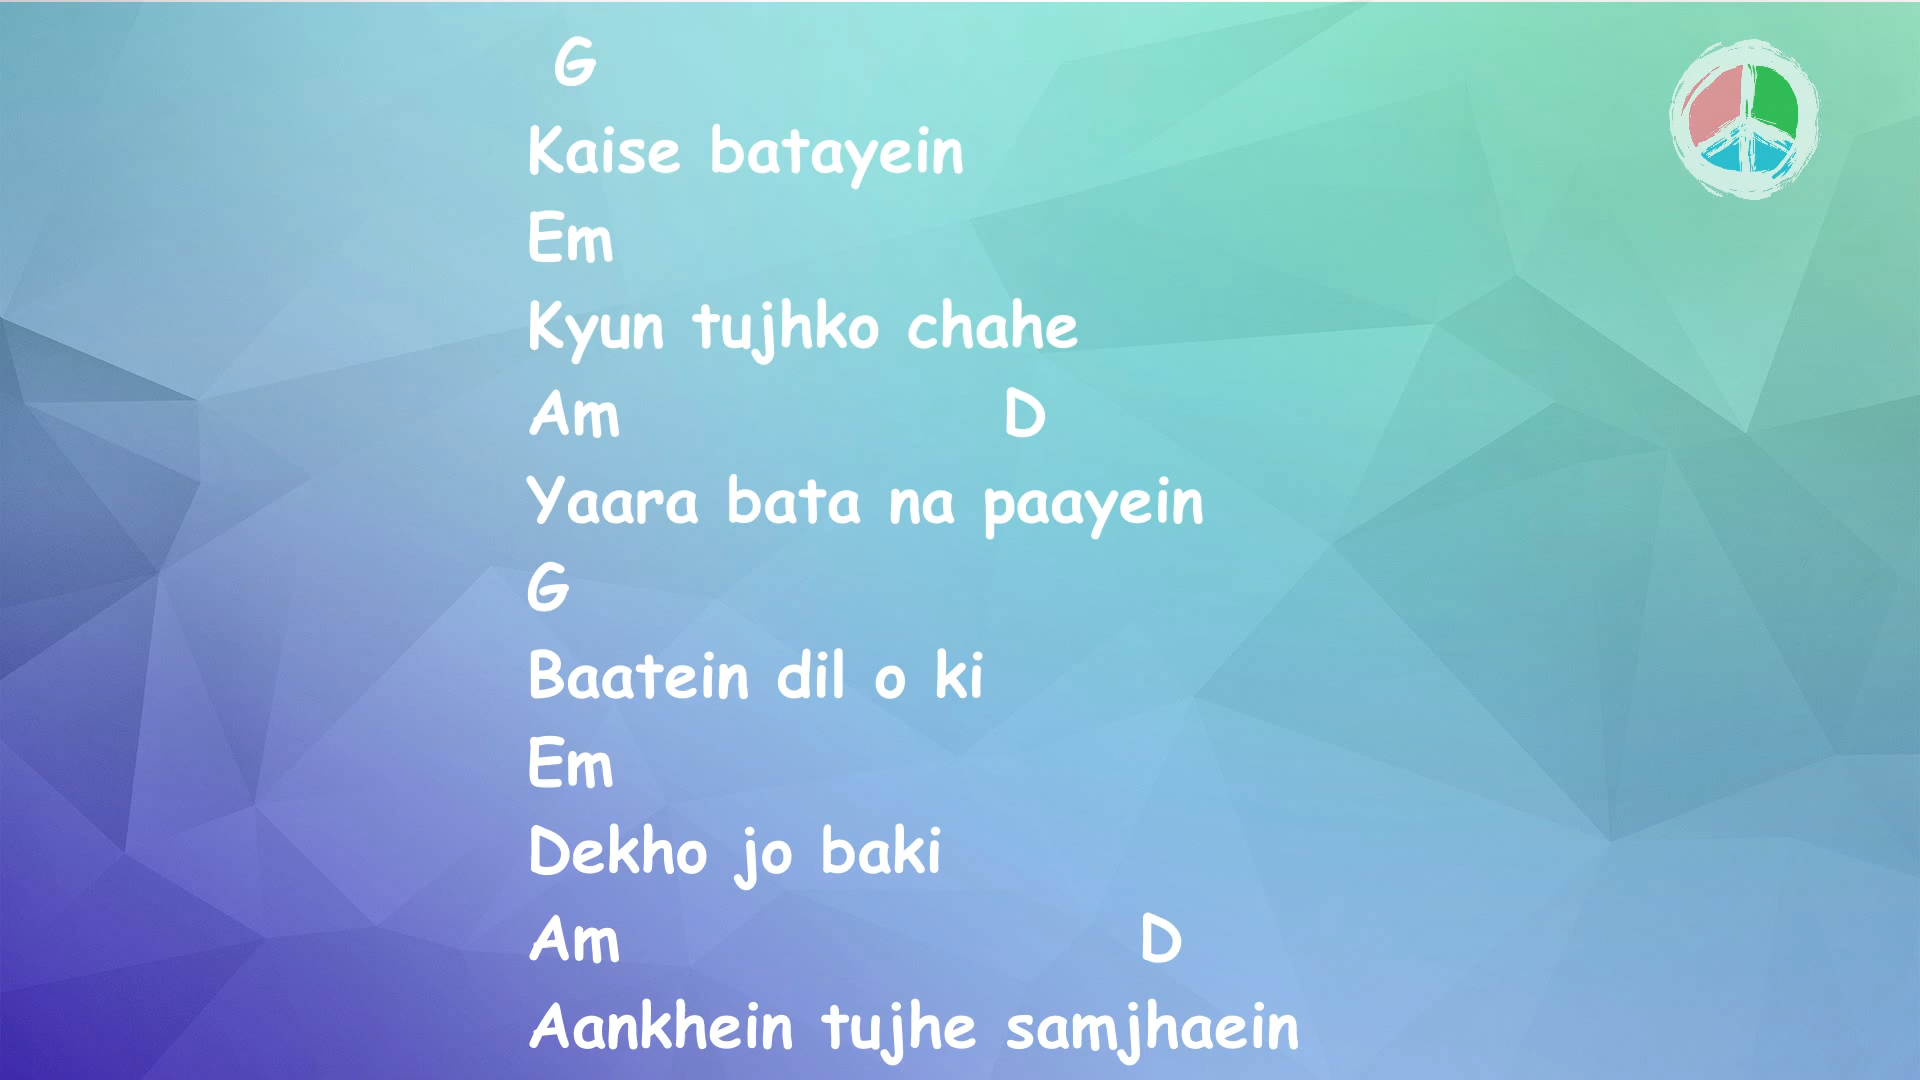 G
Kaise batayein
Em
Kyun tujhko chahe
Am D
Yaara bata na paayein
G
Baatein dil o ki
Em
Dekho jo baki
Am D
Aankhein tujhe samjhaein